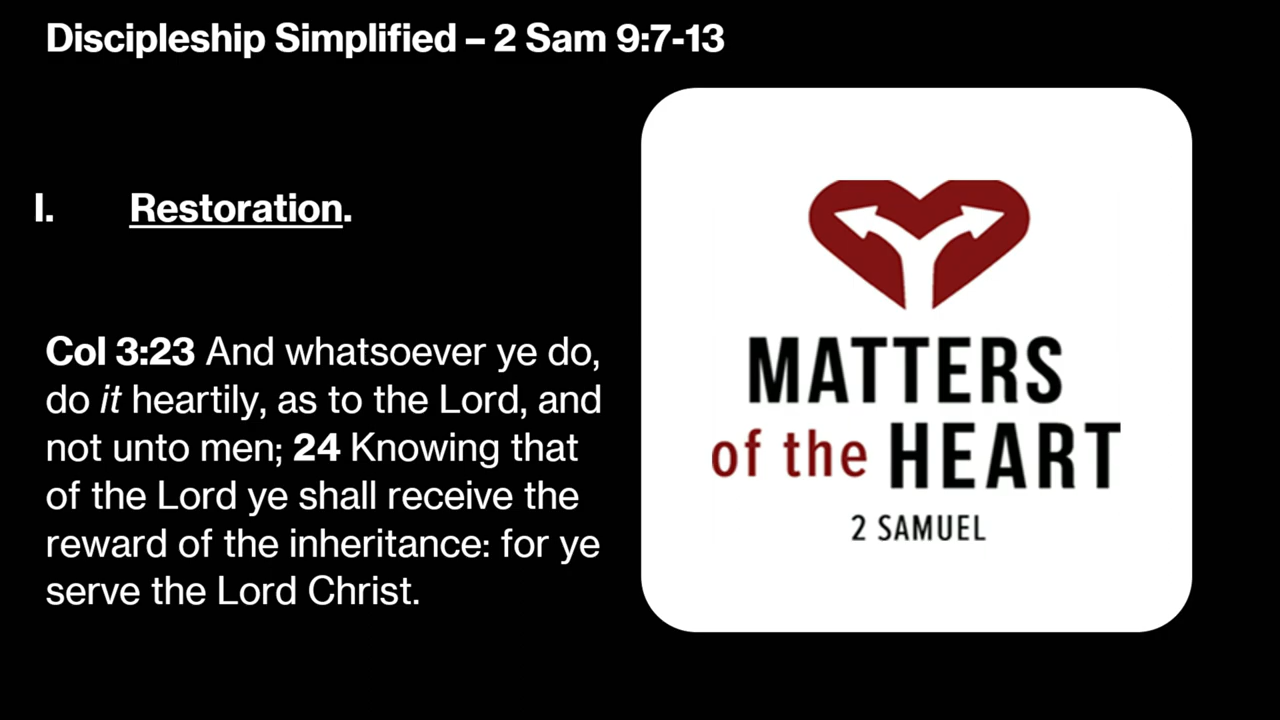 Discipleship Simplified – 2 Sam 9:7-13
I. Restoration.
Col 3:23 And whatsoever ye do,
do it heartily, as to the Lord, and
not unto men; 24 Knowing that
of the Lord ye shall receive the
reward of the inheritance: for ye
serve the Lord Christ.
MATTERS
of the HEART
2 SAMUEL